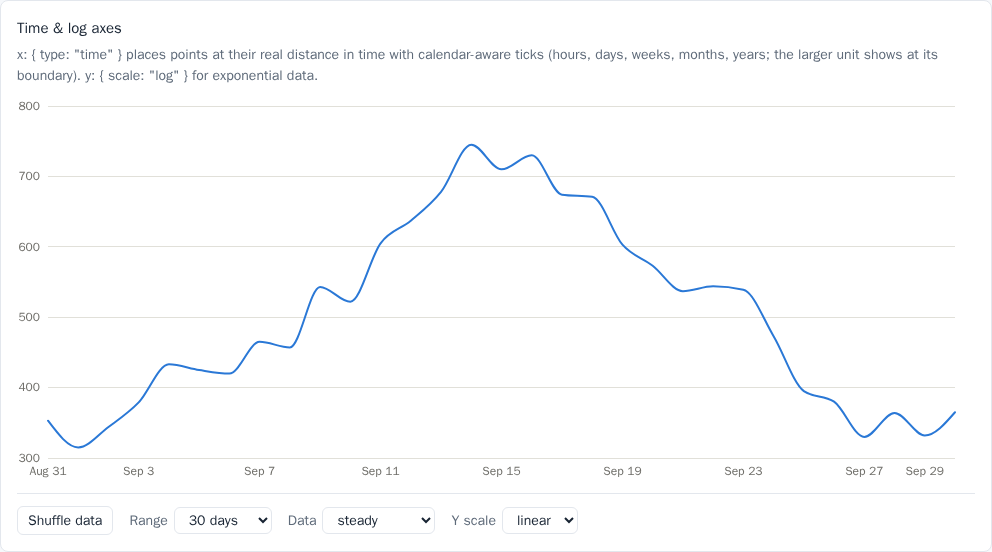 Time & log axes
x: { type: "time" } places points at their real distance in time with calendar-aware ticks (hours, days, weeks, months, years; the larger unit shows at its
boundary). y: { scale: "log" } for exponential data.
800
700
600
500
400
300
Aug 31 Sep 3 Sep 7 Sep 11 Sep 15 Sep 19 Sep 23 Sep 27 Sep 29
Shuffle data Range 30 days Data steady Y scale linear